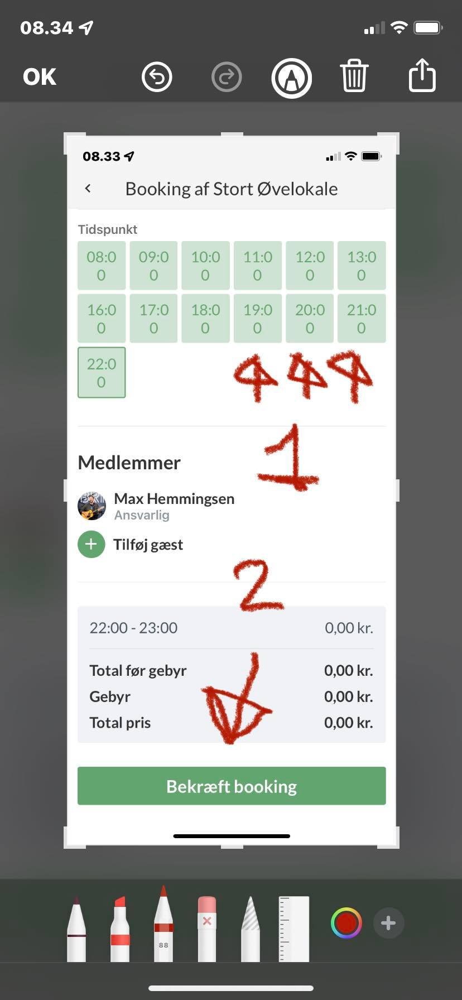 08.34
OK
08.33
Booking af Stort Øvelokale
Tidspunkt
08:0 09:0 10:0 11:0 12:0 13:0
0 0 0 0 0 0
16:0 17:0 18:0 19:0 20:0 21:0
0 0 0 0 0 0
22:0
0
1
Medlemmer
Max Hemmingsen
Ansvarlig
+ Tilføj gæst
2
22:00 - 23:00 0,00 kr.
Total før gebyr 0,00 kr.
Gebyr 0,00 kr.
Total pris 0,00 kr.
Bekræft booking
88